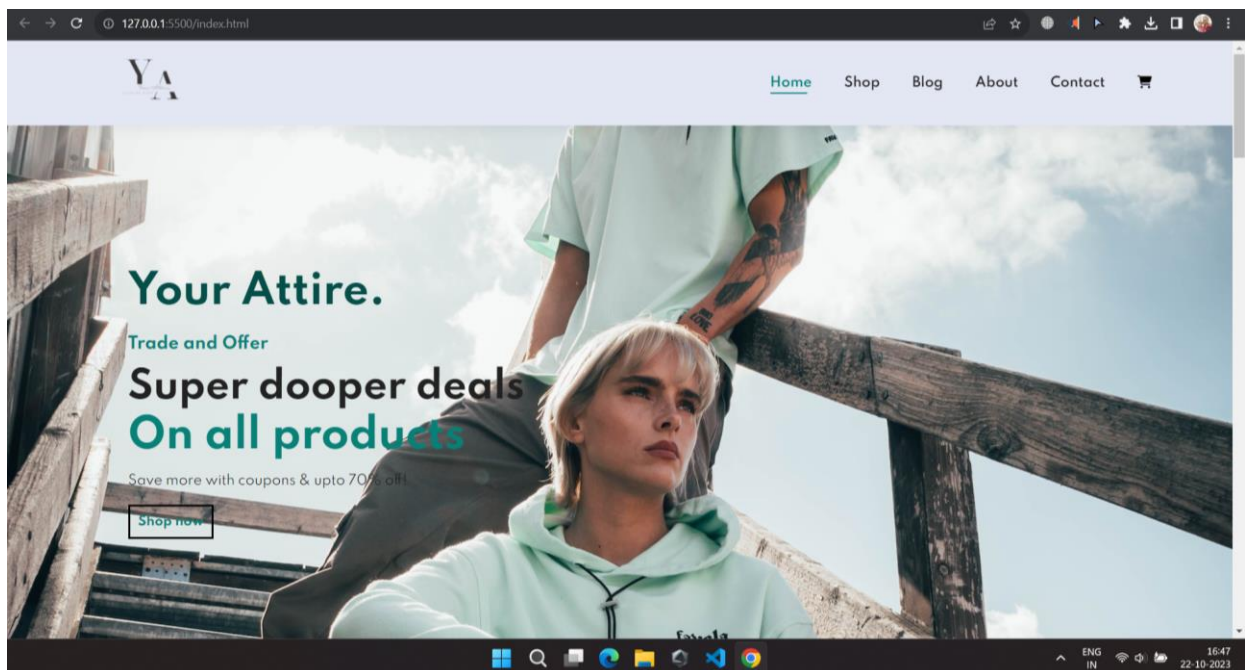 127.0.0.1:5500/index.html
YA
Home Shop Blog About Contact
Your Attire.
Trade and Offer
Super dooper deals
On all products
Save more with coupons & upto 70% off!
Shop now
LOVE
ENG
IN
16:47
22-10-2023